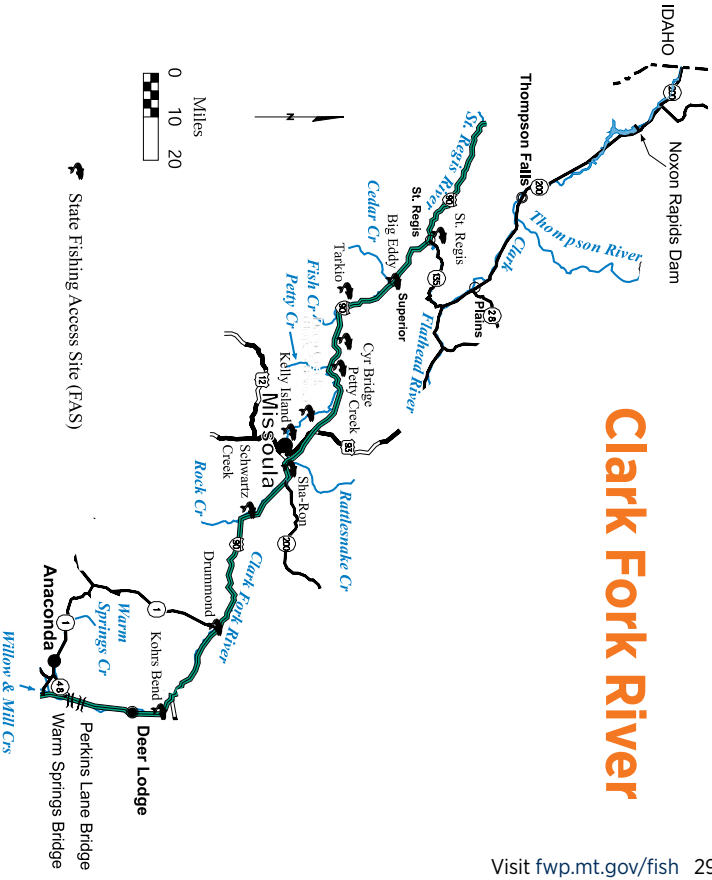 Clark Fork River
IDAHO
200
Noxon Rapids Dam
Thompson Falls
200
Thompson River
Clark
Plains
28
135
Flathead River
St. Regis River
90
St. Regis
St. Regis
Cedar Cr
Big Eddy
Superior
Tarkio
90
Fish Cr
Petty Cr
Cyr Bridge
Petty Creek
Kelly Island
93
12
Missoula
Sha-Ron
Rattlesnake Cr
200
Schwartz
Creek
Rock Cr
90
Clark Fork River
Drummond
1
Kohrs Bend
Warm
Springs Cr
1
Anaconda
48
Deer Lodge
Perkins Lane Bridge
Warm Springs Bridge
Willow & Mill Crs
N
Miles
0 10 20
State Fishing Access Site (FAS)
Visit fwp.mt.gov/fish 29